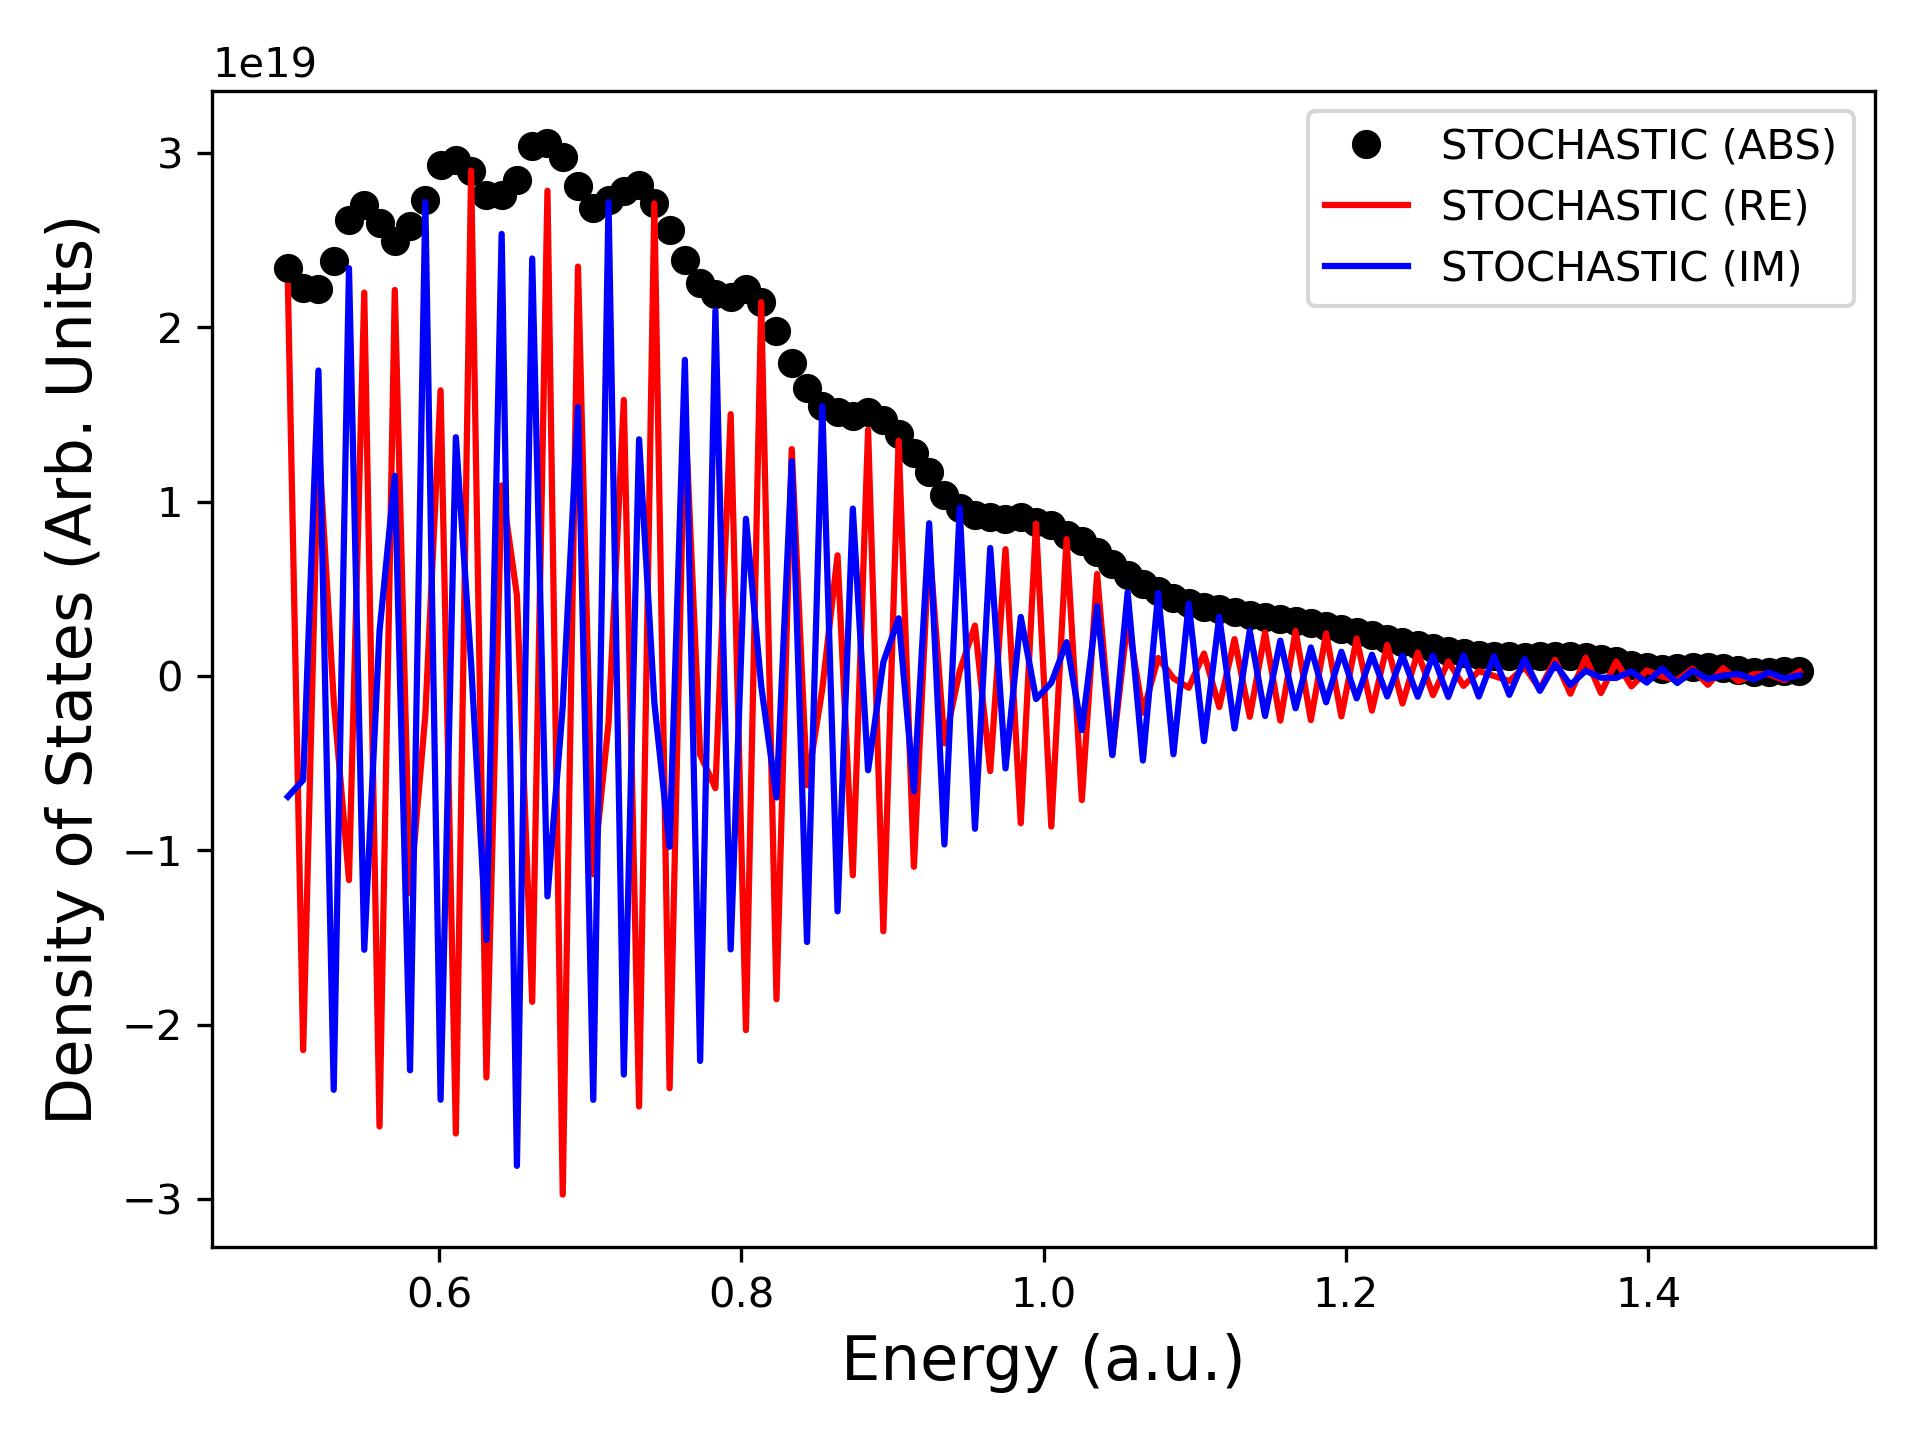 1e19
3
2
1
0
−1
−2
−3
Density of States (Arb. Units)
STOCHASTIC (ABS)
STOCHASTIC (RE)
STOCHASTIC (IM)
0.6 0.8 1.0 1.2 1.4
Energy (a.u.)